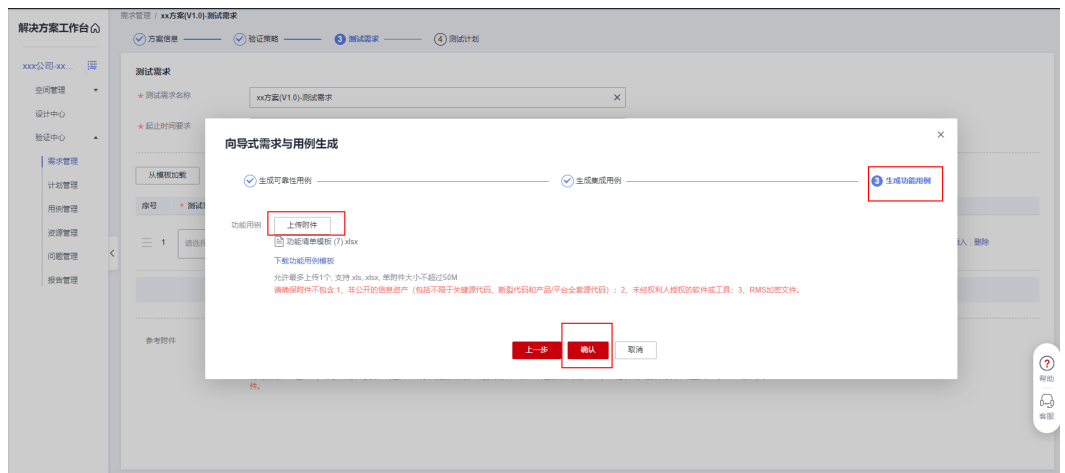 需求管理 / xx方案(V1.0)-测试需求
解决方案工作台
方案信息 验证策略 3 测试需求 4 测试计划
xxx公司-xx...
空间管理
设计中心
验证中心
需求管理
计划管理
用例管理
资源管理
问题管理
报告管理
测试需求
* 测试需求名称 xx方案(V1.0)-测试需求
* 起止时间要求
从模板加载
序号
1 请选择
删除
参考附件
件。
向导式需求与用例生成
生成可靠性用例 生成集成用例 3 生成功能用例
功能用例 上传附件
功能清单模板 (7).xlsx
下载功能用例模板
允许最多上传1个, 支持.xls,.xlsx, 单附件大小不超过50M
请确保附件不包含:1、非公开的信息资产（包括不限于关键源代码、断裂代码和产品/平台全套源代码）；2、未经权利人授权的软件或工具；3、RMS加密文件。
上一步 确认 取消
帮助
客服